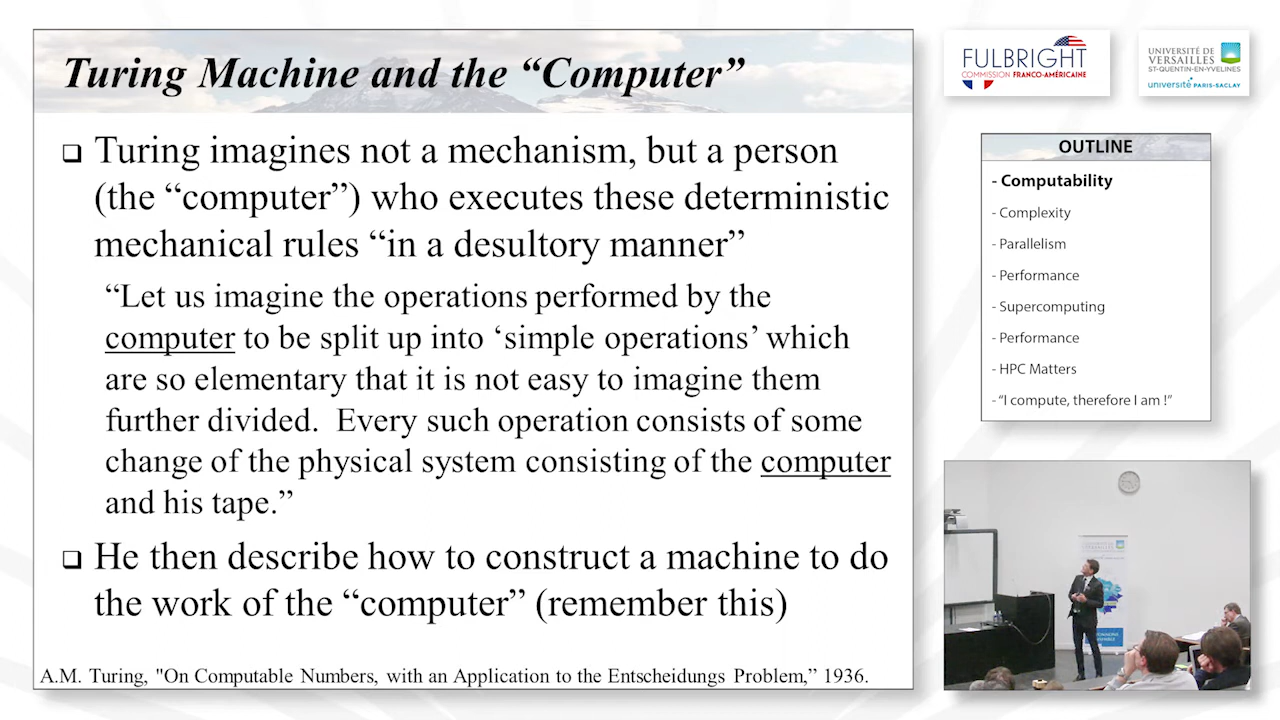 Turing Machine and the “Computer”
❑ Turing imagines not a mechanism, but a person
(the “computer”) who executes these deterministic
mechanical rules “in a desultory manner”
“Let us imagine the operations performed by the
computer to be split up into ‘simple operations’ which
are so elementary that it is not easy to imagine them
further divided.  Every such operation consists of some
change of the physical system consisting of the computer
and his tape.”
❑ He then describe how to construct a machine to do
the work of the “computer” (remember this)
A.M. Turing, "On Computable Numbers, with an Application to the Entscheidungs Problem,” 1936.
FULBRIGHT
COMMISSION FRANCO-AMÉRICAINE
UNIVERSITÉ DE
VERSAILLES
ST-QUENTIN-EN-YVELINES
université PARIS-SACLAY
OUTLINE
- Computability
- Complexity
- Parallelism
- Performance
- Supercomputing
- Performance
- HPC Matters
- “I compute, therefore I am !”